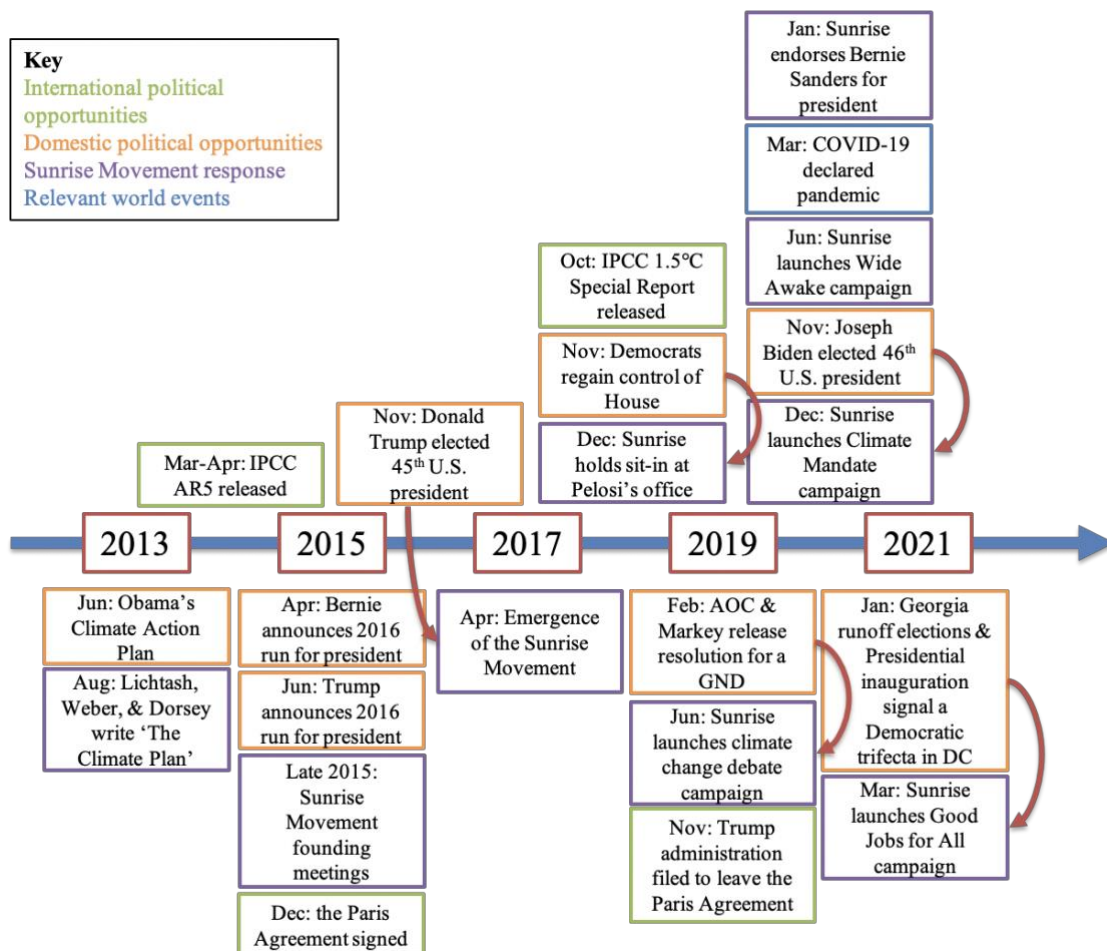 Key
International political
opportunities
Domestic political opportunities
Sunrise Movement response
Relevant world events
Jan: Sunrise
endorses Bernie
Sanders for
president
Mar: COVID-19
declared
pandemic
Jun: Sunrise
launches Wide
Awake campaign
Nov: Joseph
Biden elected 46th
U.S. president
Dec: Sunrise
launches Climate
Mandate
campaign
Oct: IPCC 1.5°C
Special Report
released
Nov: Democrats
regain control of
House
Dec: Sunrise
holds sit-in at
Pelosi’s office
Nov: Donald
Trump elected
45th U.S.
president
Mar-Apr: IPCC
AR5 released
2013
2015
2017
2019
2021
Jun: Obama’s
Climate Action
Plan
Aug: Lichtash,
Weber, & Dorsey
write ‘The
Climate Plan’
Apr: Bernie
announces 2016
run for president
Jun: Trump
announces 2016
run for president
Late 2015:
Sunrise
Movement
founding
meetings
Dec: the Paris
Agreement signed
Apr: Emergence
of the Sunrise
Movement
Feb: AOC &
Markey release
resolution for a
GND
Jun: Sunrise
launches climate
change debate
campaign
Nov: Trump
administration
filed to leave the
Paris Agreement
Jan: Georgia
runoff elections &
Presidential
inauguration
signal a
Democratic
trifecta in DC
Mar: Sunrise
launches Good
Jobs for All
campaign